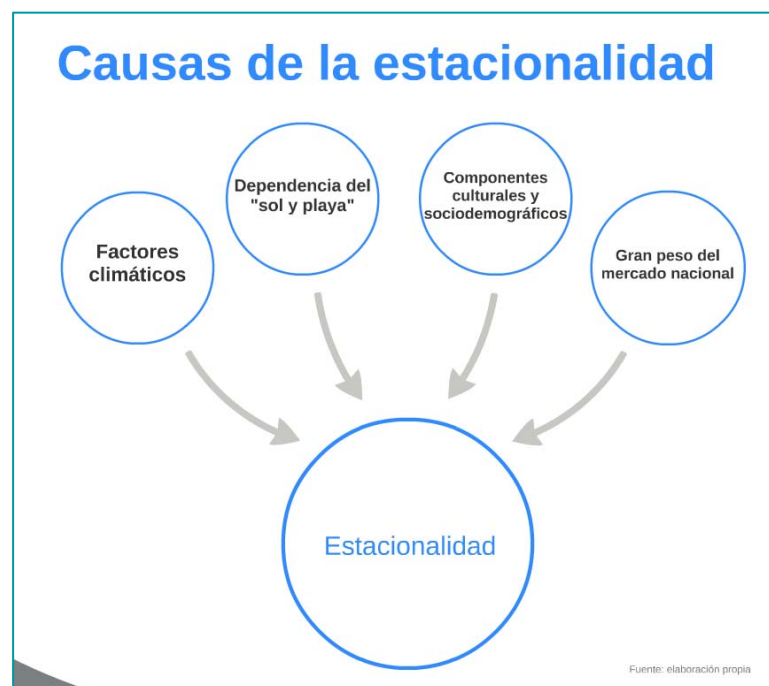 Causas de la estacionalidad
Factores
climáticos
Dependencia del
"sol y playa"
Componentes
culturales y
sociodemográficos
Gran peso del
mercado nacional
Estacionalidad
Fuente: elaboración propia